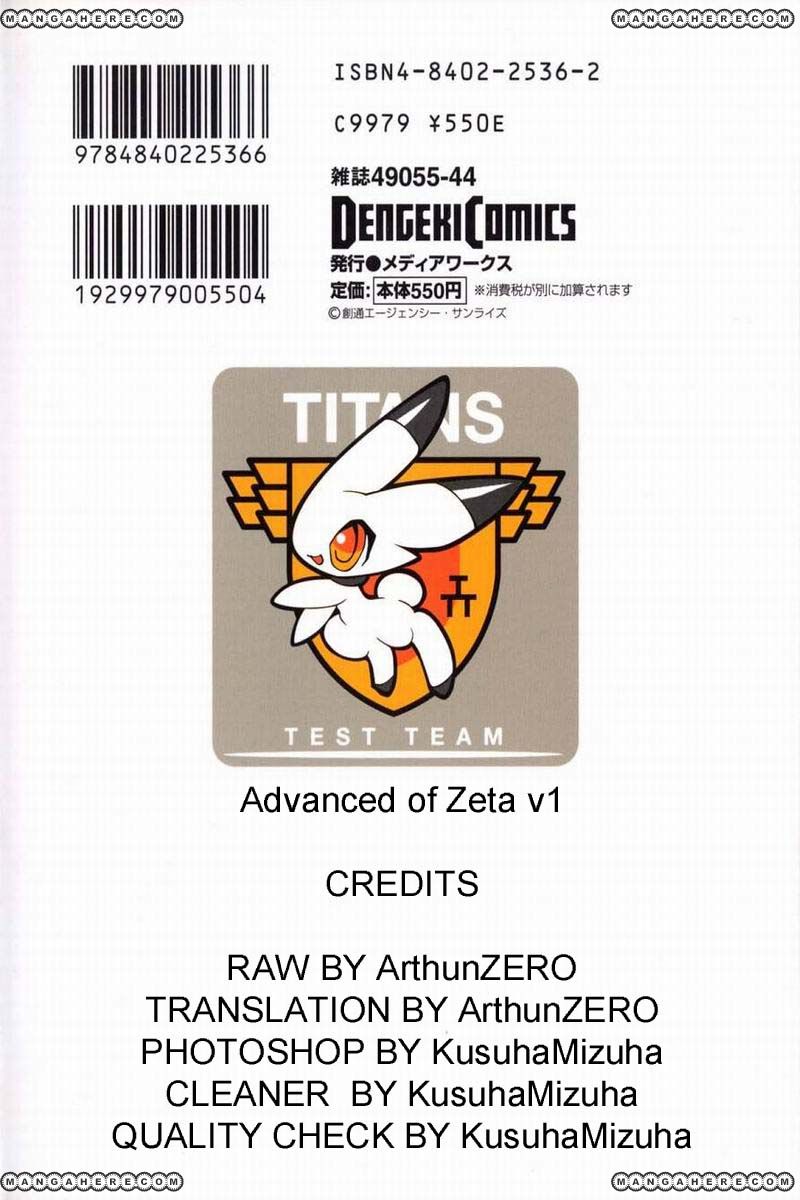 MANGAHERE.COM
MANGAHERE.COM
9784840225366
1929979005504
ISBN4-8402-2536-2
C9979 ¥550E
雑誌49055-44
DENGEKI COMICS
発行●メディアワークス
定価:本体550円 ※消費税が別に加算されます
©創通エージェンシー・サンライズ
TITANS
TEST TEAM
Advanced of Zeta v1
CREDITS
RAW BY ArthunZERO
TRANSLATION BY ArthunZERO
PHOTOSHOP BY KusuhaMizuha
CLEANER BY KusuhaMizuha
QUALITY CHECK BY KusuhaMizuha
MANGAHERE.COM
MANGAHERE.COM